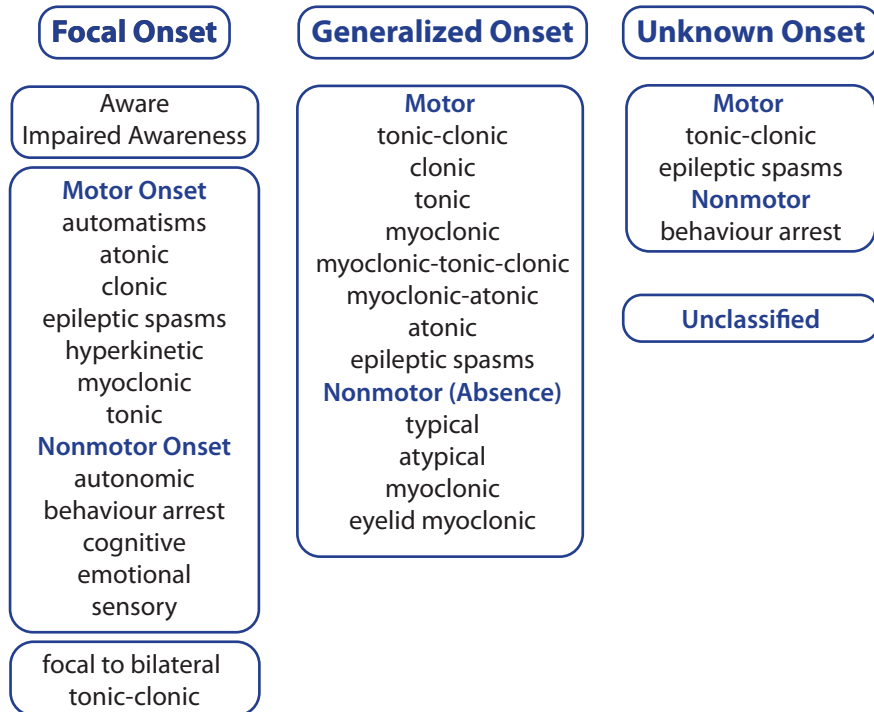 Focal Onset
Aware
Impaired Awareness
Motor Onset
automatisms
atonic
clonic
epileptic spasms
hyperkinetic
myoclonic
tonic
Nonmotor Onset
autonomic
behaviour arrest
cognitive
emotional
sensory
focal to bilateral
tonic-clonic
Generalized Onset
Motor
tonic-clonic
clonic
tonic
myoclonic
myoclonic-tonic-clonic
myoclonic-atonic
atonic
epileptic spasms
Nonmotor (Absence)
typical
atypical
myoclonic
eyelid myoclonic
Unknown Onset
Motor
tonic-clonic
epileptic spasms
Nonmotor
behaviour arrest
Unclassified